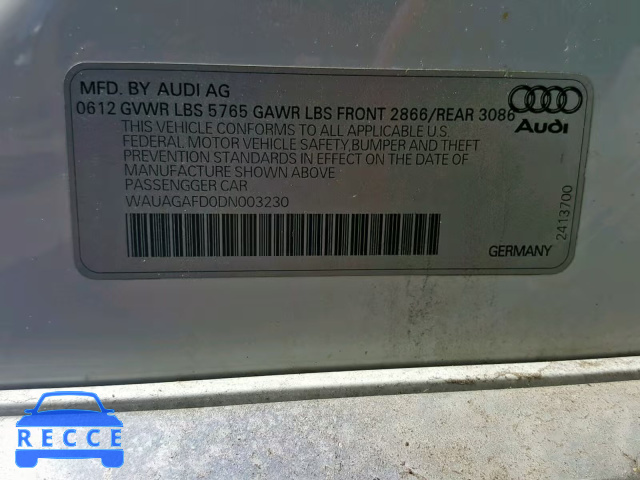 MFD. BY AUDI AG
0612 GVWR LBS 5765 GAWR LBS FRONT 2866/REAR 3086
THIS VEHICLE CONFORMS TO ALL APPLICABLE U.S.
FEDERAL MOTOR VEHICLE SAFETY,BUMPER AND THEFT
PREVENTION STANDARDS IN EFFECT ON THE DATE OF
MANUFACTURE SHOWN ABOVE
PASSENGGER CAR
WAUAGAFD0DN003230
Audi
2413700
GERMANY
RECCE